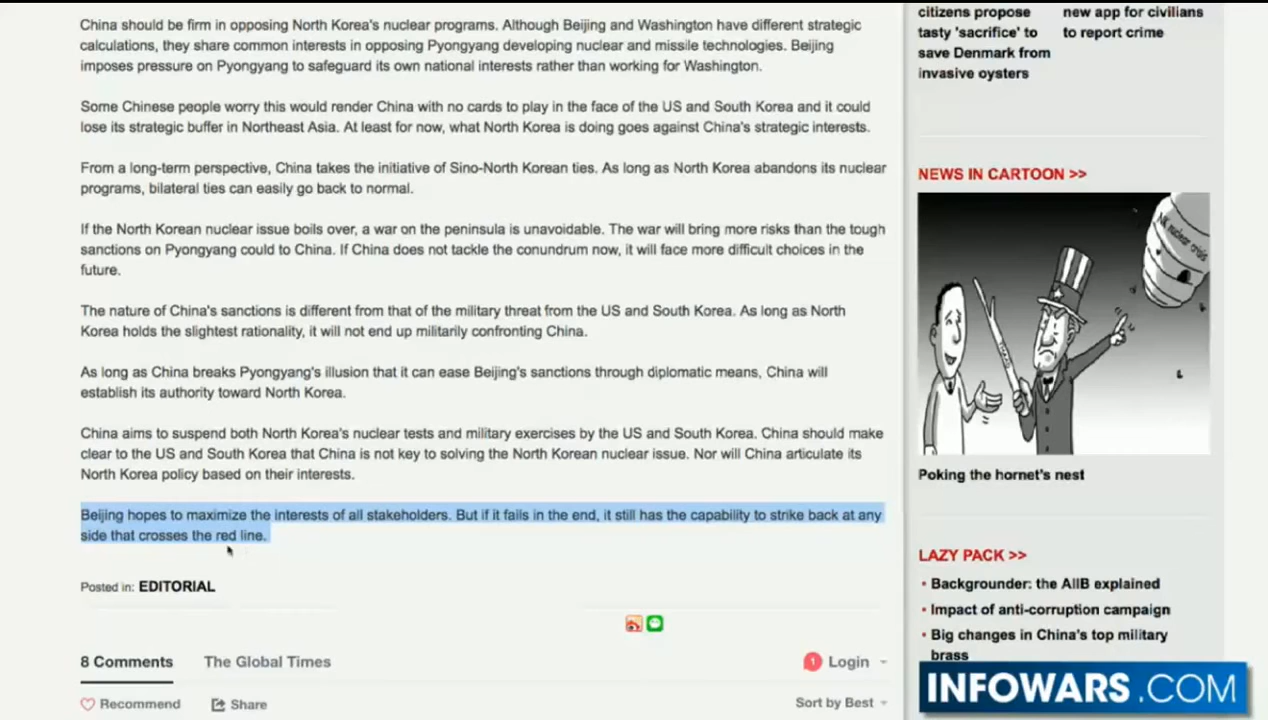 China should be firm in opposing North Korea's nuclear programs. Although Beijing and Washington have different strategic
calculations, they share common interests in opposing Pyongyang developing nuclear and missile technologies. Beijing
imposes pressure on Pyongyang to safeguard its own national interests rather than working for Washington.
Some Chinese people worry this would render China with no cards to play in the face of the US and South Korea and it could
lose its strategic buffer in Northeast Asia. At least for now, what North Korea is doing goes against China's strategic interests.
From a long-term perspective, China takes the initiative of Sino-North Korean ties. As long as North Korea abandons its nuclear
programs, bilateral ties can easily go back to normal.
If the North Korean nuclear issue boils over, a war on the peninsula is unavoidable. The war will bring more risks than the tough
sanctions on Pyongyang could to China. If China does not tackle the conundrum now, it will face more difficult choices in the
future.
The nature of China's sanctions is different from that of the military threat from the US and South Korea. As long as North
Korea holds the slightest rationality, it will not end up militarily confronting China.
As long as China breaks Pyongyang's illusion that it can ease Beijing's sanctions through diplomatic means, China will
establish its authority toward North Korea.
China aims to suspend both North Korea's nuclear tests and military exercises by the US and South Korea. China should make
clear to the US and South Korea that China is not key to solving the North Korean nuclear issue. Nor will China articulate its
North Korea policy based on their interests.
Beijing hopes to maximize the interests of all stakeholders. But if it fails in the end, it still has the capability to strike back at any
side that crosses the red line.
Posted in: EDITORIAL
8 Comments
The Global Times
1
Login
Recommend
Share
Sort by Best
citizens propose
tasty 'sacrifice' to
save Denmark from
invasive oysters
new app for civilians
to report crime
NEWS IN CARTOON >>
nuclear crisis
Poking the hornet's nest
LAZY PACK >>
• Backgrounder: the AIIB explained
• Impact of anti-corruption campaign
• Big changes in China's top military
brass
INFOWARS.COM